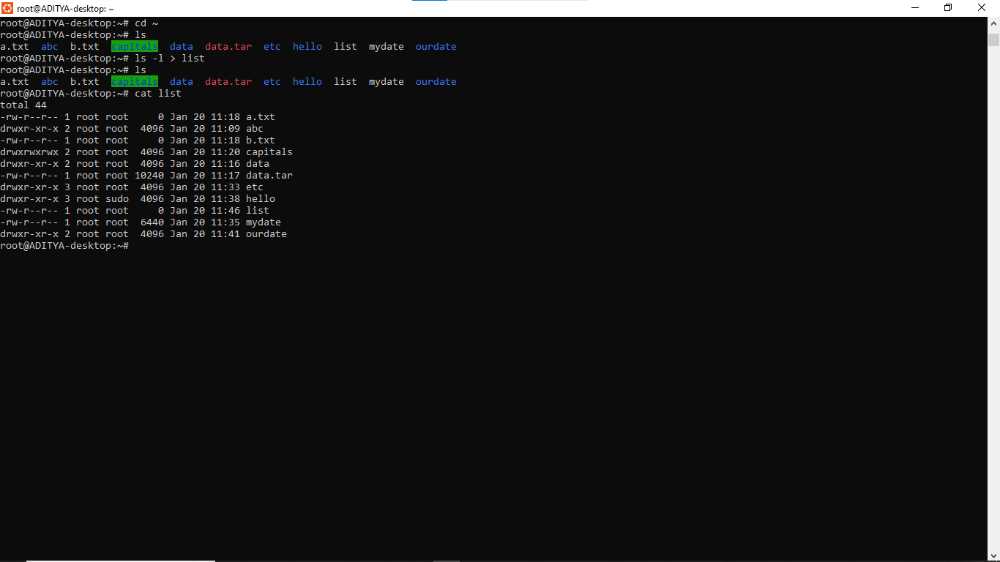 root@ADITYA-desktop: ~
root@ADITYA-desktop:~# cd ~
root@ADITYA-desktop:~# ls
a.txt  abc  b.txt  capitals  data  data.tar  etc  hello  list  mydate  ourdate
root@ADITYA-desktop:~# ls -l > list
root@ADITYA-desktop:~# ls
a.txt  abc  b.txt  capitals  data  data.tar  etc  hello  list  mydate  ourdate
root@ADITYA-desktop:~# cat list
total 44
-rw-r--r-- 1 root root     0 Jan 20 11:18 a.txt
drwxr-xr-x 2 root root  4096 Jan 20 11:09 abc
-rw-r--r-- 1 root root     0 Jan 20 11:18 b.txt
drwxrwxrwx 2 root root  4096 Jan 20 11:20 capitals
drwxr-xr-x 2 root root  4096 Jan 20 11:16 data
-rw-r--r-- 1 root root 10240 Jan 20 11:17 data.tar
drwxr-xr-x 3 root root  4096 Jan 20 11:33 etc
drwxr-xr-x 3 root sudo  4096 Jan 20 11:38 hello
-rw-r--r-- 1 root root     0 Jan 20 11:46 list
-rw-r--r-- 1 root root  6440 Jan 20 11:35 mydate
drwxr-xr-x 2 root root  4096 Jan 20 11:41 ourdate
root@ADITYA-desktop:~#